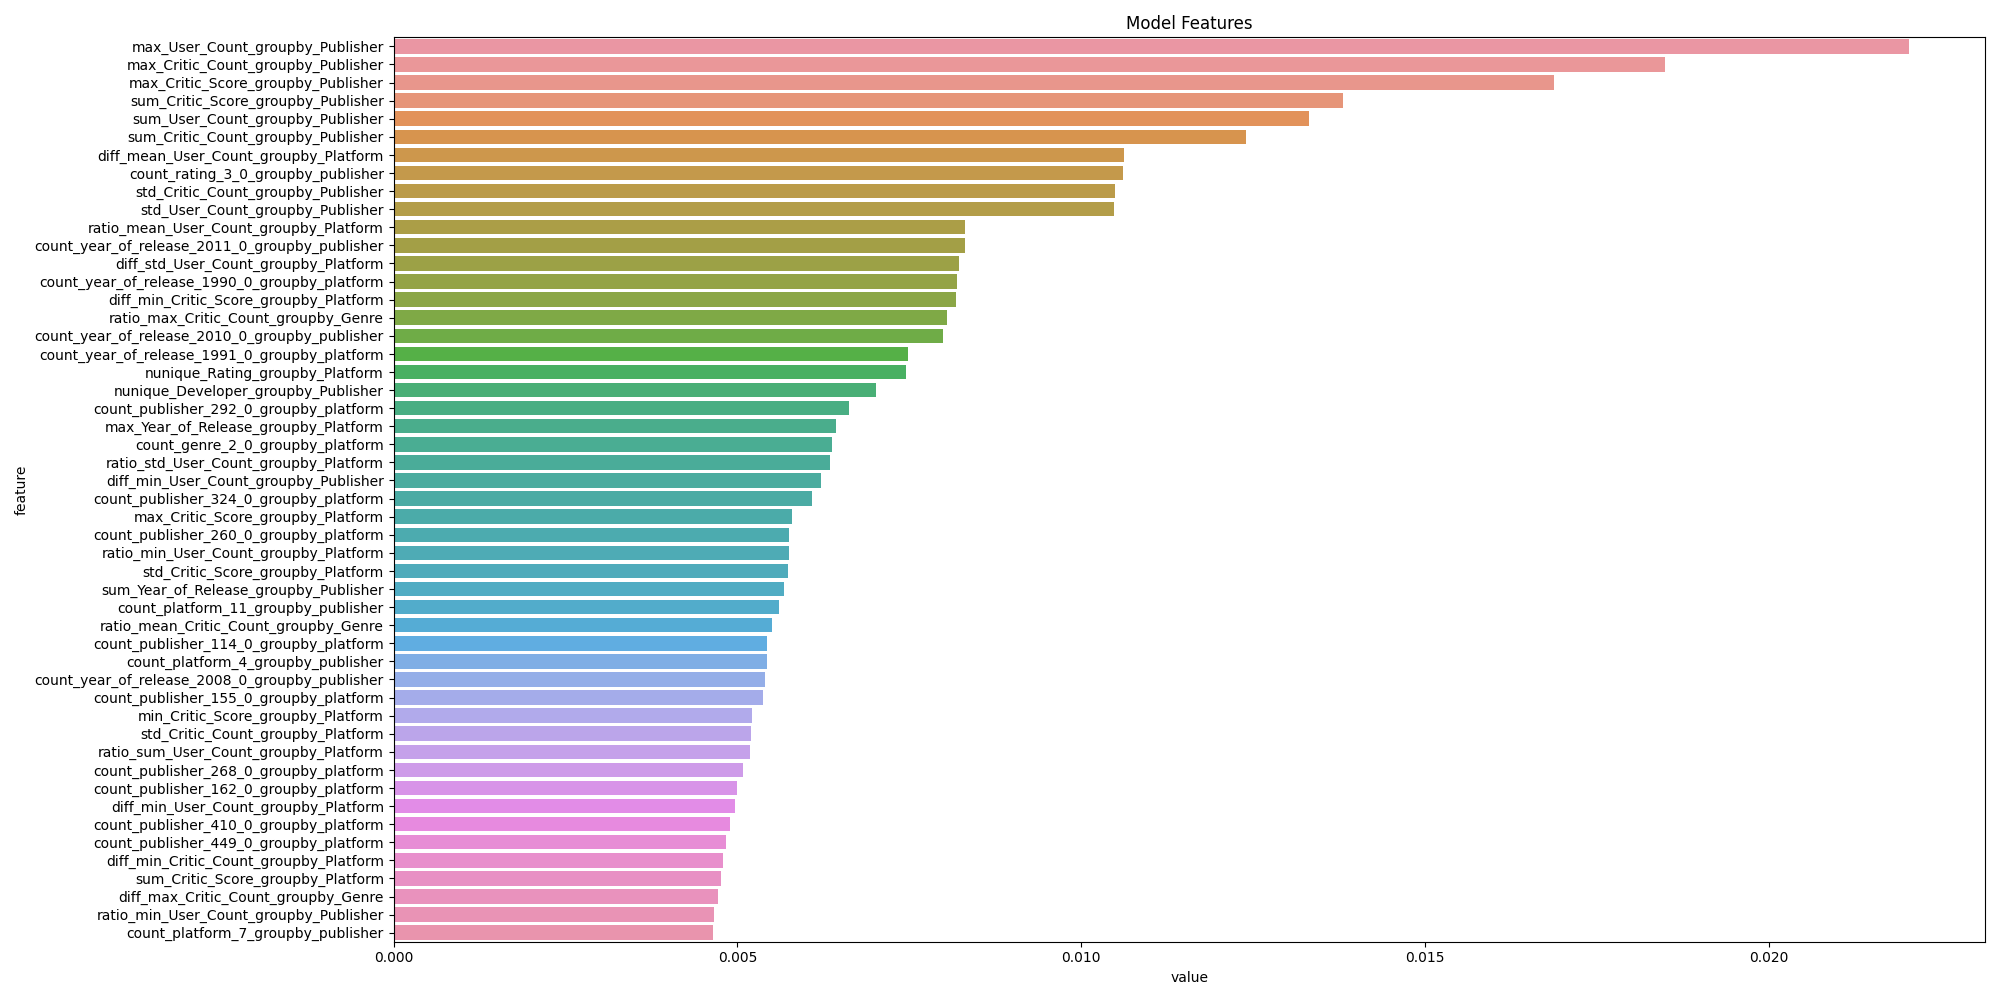 Model Features
max_User_Count_groupby_Publisher
max_Critic_Count_groupby_Publisher
max_Critic_Score_groupby_Publisher
sum_Critic_Score_groupby_Publisher
sum_User_Count_groupby_Publisher
sum_Critic_Count_groupby_Publisher
diff_mean_User_Count_groupby_Platform
count_rating_3_0_groupby_publisher
std_Critic_Count_groupby_Publisher
std_User_Count_groupby_Publisher
ratio_mean_User_Count_groupby_Platform
count_year_of_release_2011_0_groupby_publisher
diff_std_User_Count_groupby_Platform
count_year_of_release_1990_0_groupby_platform
diff_min_Critic_Score_groupby_Platform
ratio_max_Critic_Count_groupby_Genre
count_year_of_release_2010_0_groupby_publisher
count_year_of_release_1991_0_groupby_platform
nunique_Rating_groupby_Platform
nunique_Developer_groupby_Publisher
count_publisher_292_0_groupby_platform
max_Year_of_Release_groupby_Platform
count_genre_2_0_groupby_platform
ratio_std_User_Count_groupby_Platform
diff_min_User_Count_groupby_Publisher
count_publisher_324_0_groupby_platform
max_Critic_Score_groupby_Platform
count_publisher_260_0_groupby_platform
ratio_min_User_Count_groupby_Platform
std_Critic_Score_groupby_Platform
sum_Year_of_Release_groupby_Publisher
count_platform_11_groupby_publisher
ratio_mean_Critic_Count_groupby_Genre
count_publisher_114_0_groupby_platform
count_platform_4_groupby_publisher
count_year_of_release_2008_0_groupby_publisher
count_publisher_155_0_groupby_platform
min_Critic_Score_groupby_Platform
std_Critic_Count_groupby_Platform
ratio_sum_User_Count_groupby_Platform
count_publisher_268_0_groupby_platform
count_publisher_162_0_groupby_platform
diff_min_User_Count_groupby_Platform
count_publisher_410_0_groupby_platform
count_publisher_449_0_groupby_platform
diff_min_Critic_Count_groupby_Platform
sum_Critic_Score_groupby_Platform
diff_max_Critic_Count_groupby_Genre
ratio_min_User_Count_groupby_Publisher
count_platform_7_groupby_publisher
feature
0.000 0.005 0.010 0.015 0.020
value